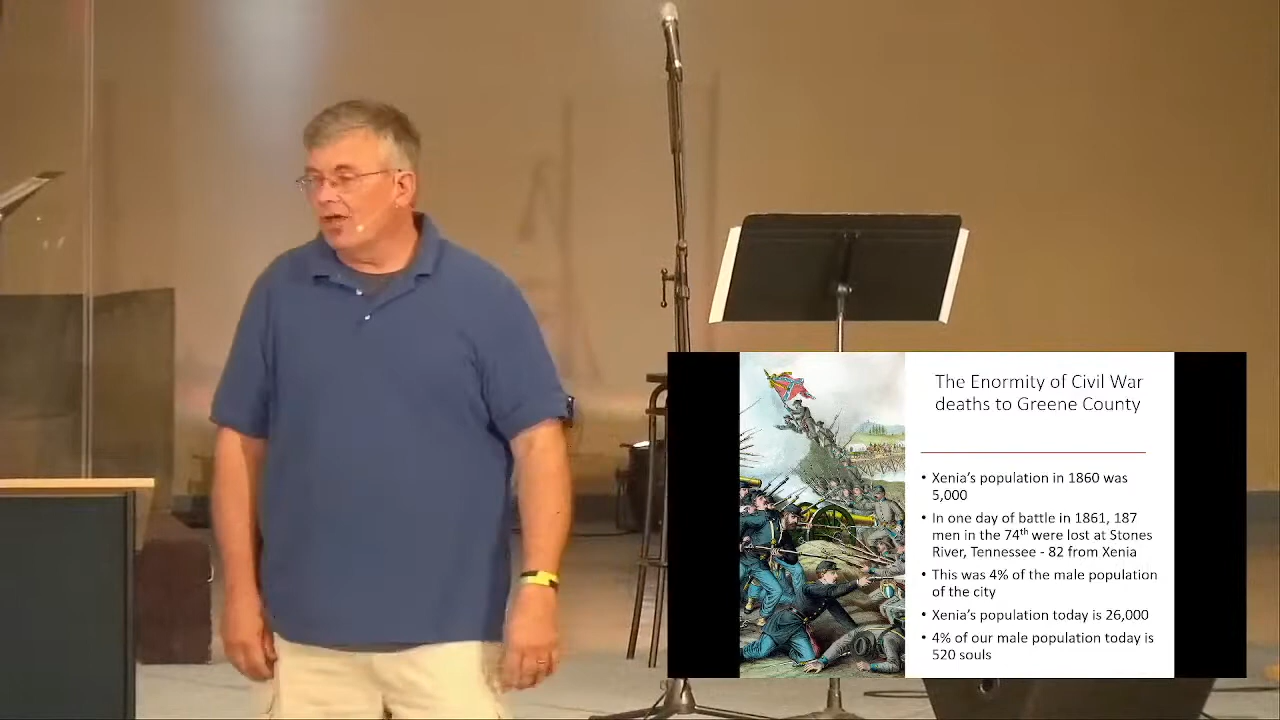 The Enormity of Civil War
deaths to Greene County
• Xenia's population in 1860 was
5,000
• In one day of battle in 1861, 187
men in the 74th were lost at Stones
River, Tennessee - 82 from Xenia
• This was 4% of the male population
of the city
• Xenia's population today is 26,000
• 4% of our male population today is
520 souls